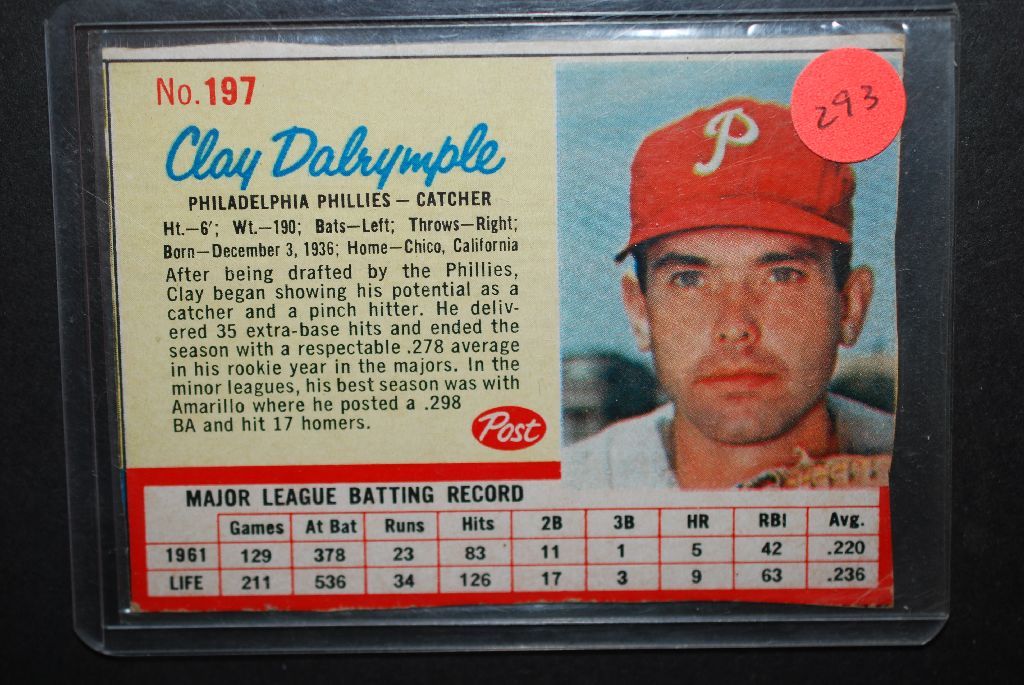 No. 197
293
P
Clay Dalrymple
PHILADELPHIA PHILLIES — CATCHER
Ht.—6'; Wt.—190; Bats—Left; Throws—Right;
Born—December 3, 1936; Home—Chico, California
After being drafted by the Phillies,
Clay began showing his potential as a
catcher and a pinch hitter. He deliv-
ered 35 extra-base hits and ended the
season with a respectable .278 average
in his rookie year in the majors. In the
minor leagues, his best season was with
Amarillo where he posted a .298
BA and hit 17 homers.
Post
MAJOR LEAGUE BATTING RECORD
Games At Bat Runs Hits 2B 3B HR RBI Avg.
1961 129 378 23 83 11 1 5 42 .220
LIFE 211 536 34 126 17 3 9 63 .236